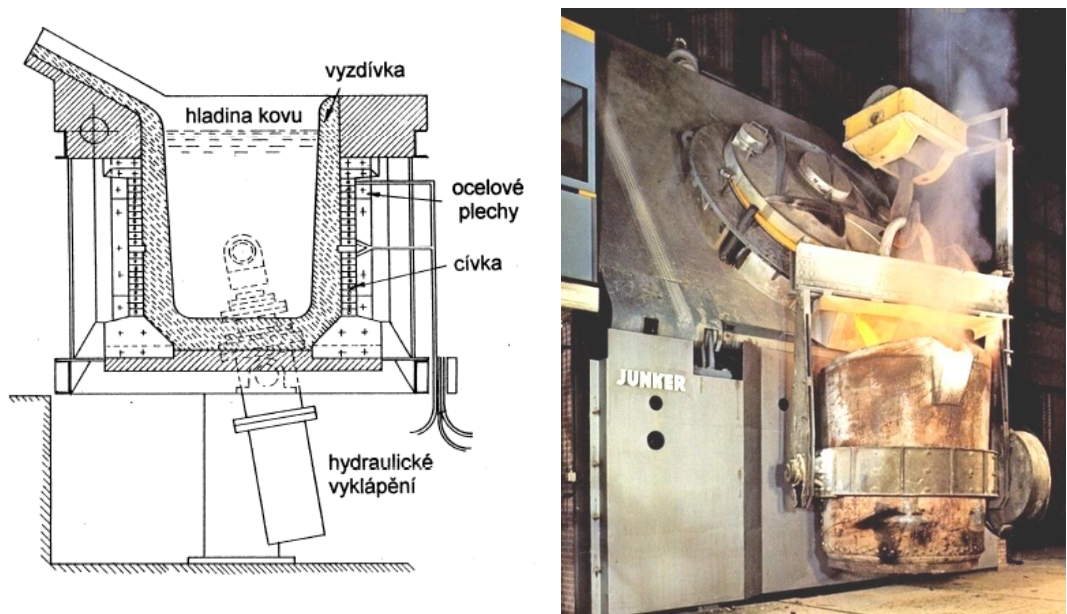 vyzdívka
hladina kovu
ocelové
plechy
cívka
hydraulické
vyklápění
JUNKER